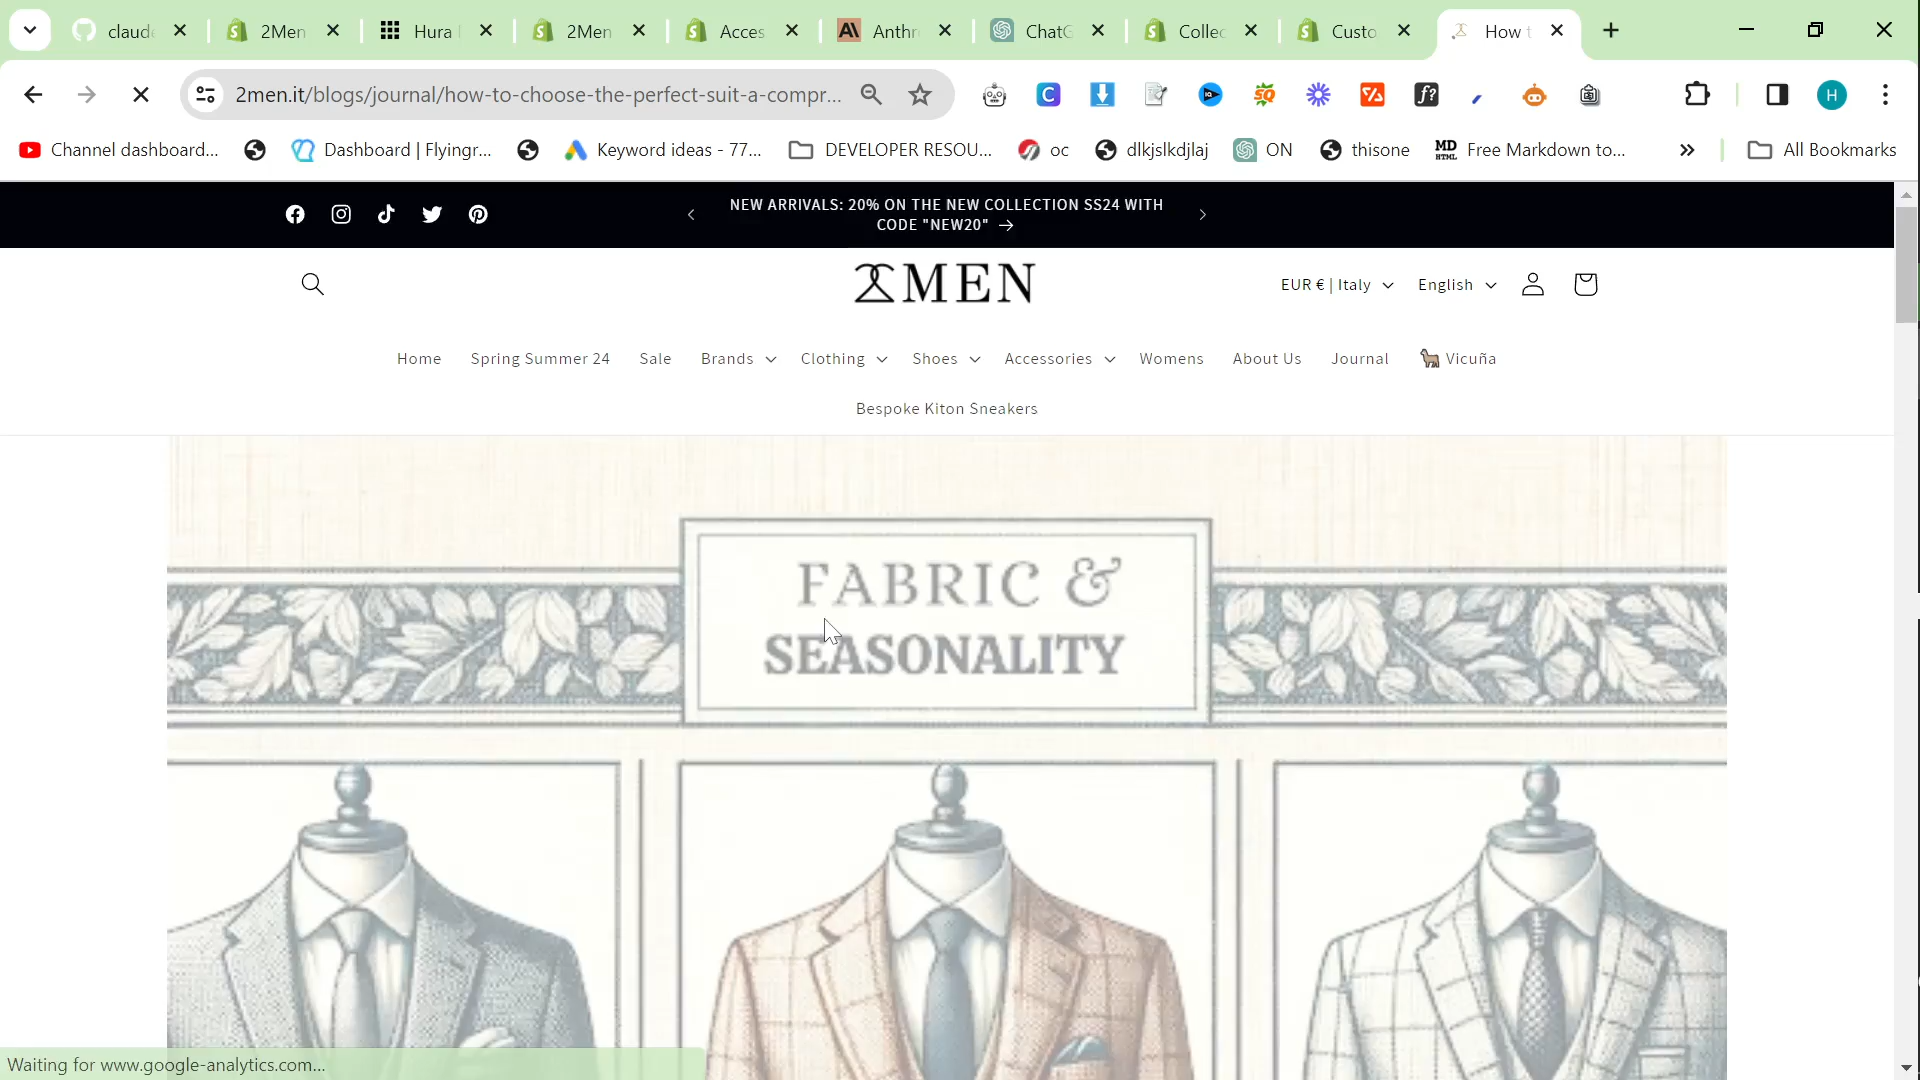 claude
2Men
Hura
2Men
Acces
Anthr
ChatG
Collec
Custo
How t
2men.it/blogs/journal/how-to-choose-the-perfect-suit-a-compr...
H
Channel dashboard...
Dashboard | Flyingr...
Keyword ideas - 77...
DEVELOPER RESOU...
oc
dlkjslkdjlaj
ON
thisone
Free Markdown to...
»
All Bookmarks
NEW ARRIVALS: 20% ON THE NEW COLLECTION SS24 WITH
CODE "NEW20" →
2MEN
EUR € | Italy
English
Home
Spring Summer 24
Sale
Brands
Clothing
Shoes
Accessories
Womens
About Us
Journal
Vicuña
Bespoke Kiton Sneakers
FABRIC &
SEASONALITY
Waiting for www.google-analytics.com...